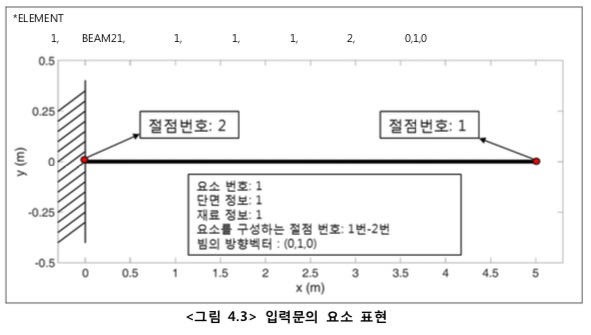 *ELEMENT
1, BEAM21, 1, 1, 1, 2, 0,1,0
0.5
0.25
0
-0.25
-0.5
y (m)
절점번호: 2
절점번호: 1
요소 번호: 1
단면 정보: 1
재료 정보: 1
요소를 구성하는 절점 번호: 1번-2번
빔의 방향벡터 : (0,1,0)
0 0.5 1 1.5 2 2.5 3 3.5 4 4.5 5
x (m)
<그림 4.3> 입력문의 요소 표현